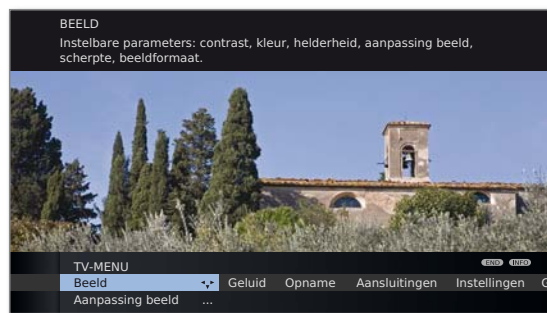 BEELD
Instelbare parameters: contrast, kleur, helderheid, aanpassing beeld,
scherpte, beeldformaat.
TV-MENU END INFO
Beeld Geluid Opname Aansluitingen Instellingen
Aanpassing beeld ...